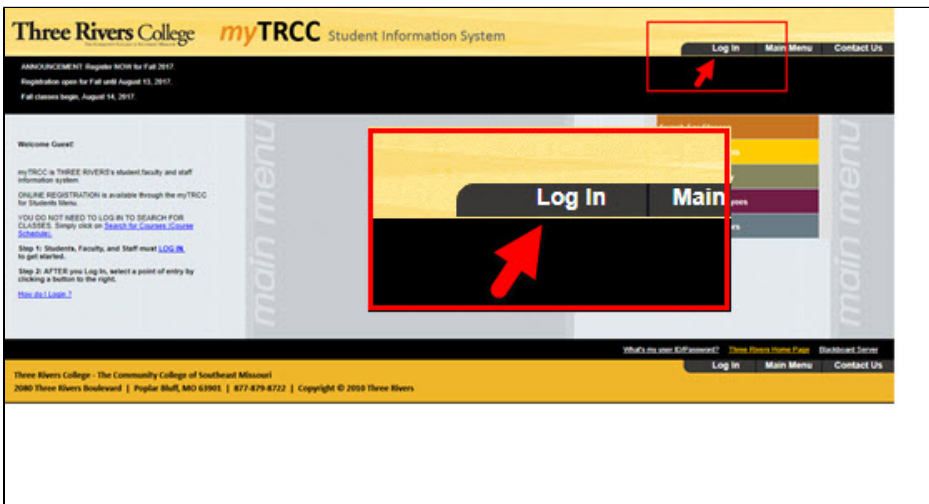 Three Rivers College myTRCC Student Information System
Log In Main Menu Contact Us
ANNOUNCEMENT: Register NOW for Fall 2017.
Registration open for Fall until August 13, 2017.
Fall classes begin, August 14, 2017.
Welcome Guest!
myTRCC is THREE RIVERS's student,faculty and staff
information system.
ONLINE REGISTRATION is available through the myTRCC
for Students Menu.
YOU DO NOT NEED TO LOG IN TO SEARCH FOR
CLASSES. Simply click on Search for Courses (Course
Schedule).
Step 1: Students, Faculty, and Staff must LOG IN
to get started.
Step 2: AFTER you Log In, select a point of entry by
clicking a button to the right.
How do I Login ?
main menu
Log In Main
main menu
What's my user ID/Password? Three Rivers Home Page Blackboard Server
Log In Main Menu Contact Us
Three Rivers College - The Community College of Southeast Missouri
2080 Three Rivers Boulevard | Poplar Bluff, MO 63901 | 877-879-8722 | Copyright © 2010 Three Rivers